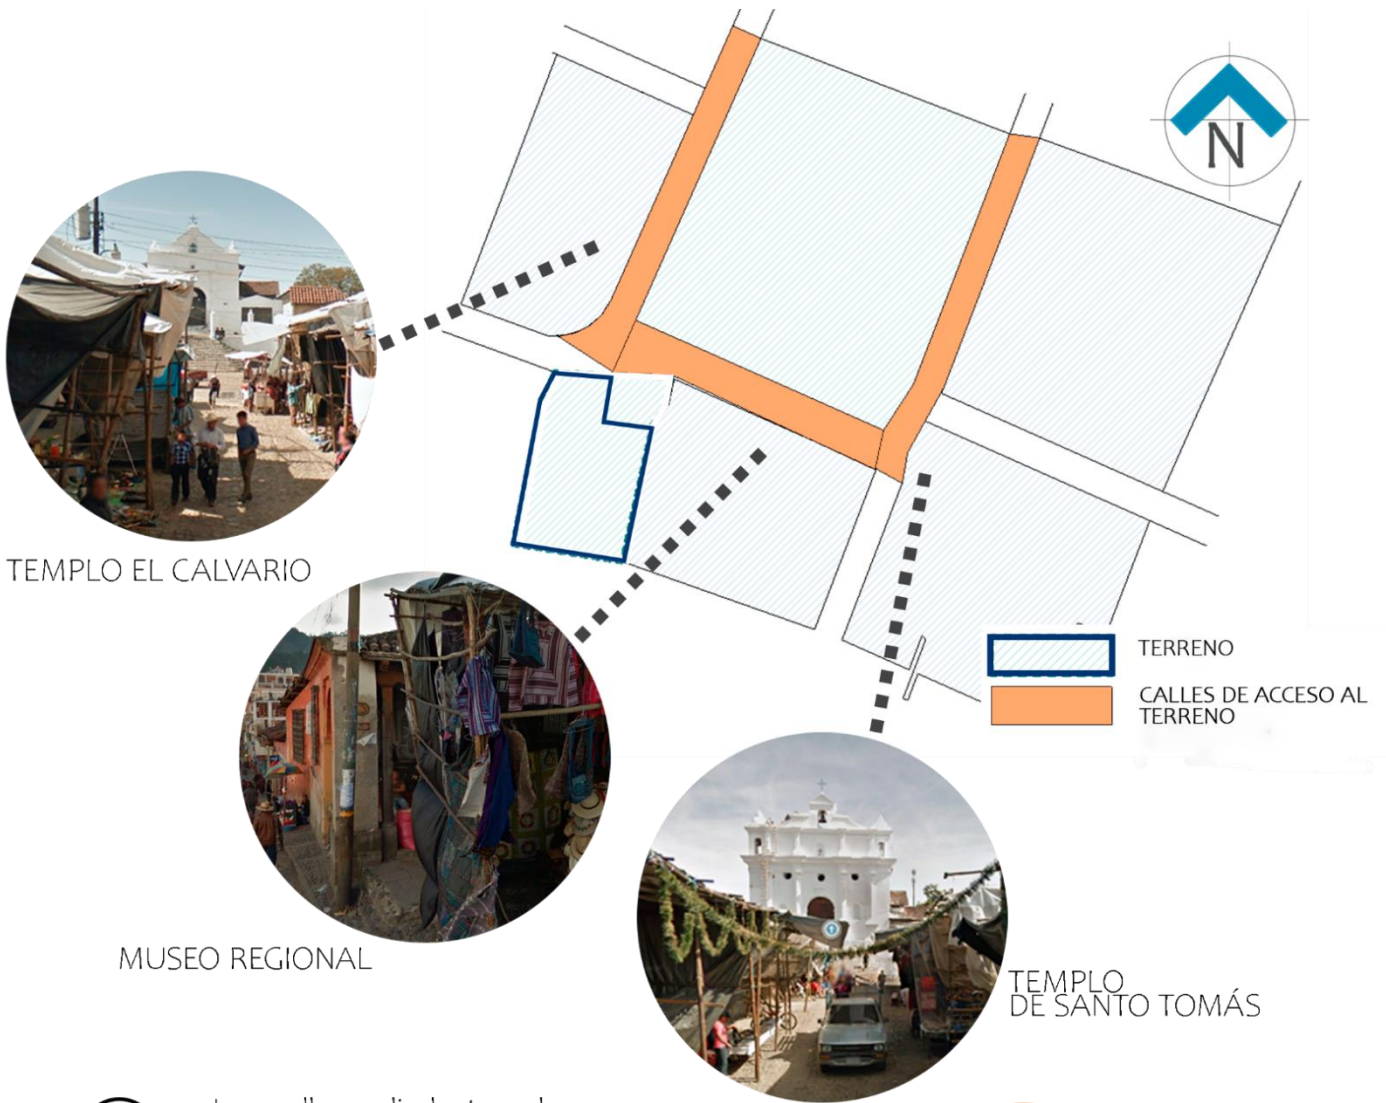 N
TEMPLO EL CALVARIO
TERRENO
CALLES DE ACCESO AL
TERRENO
MUSEO REGIONAL
TEMPLO
DE SANTO TOMÁS